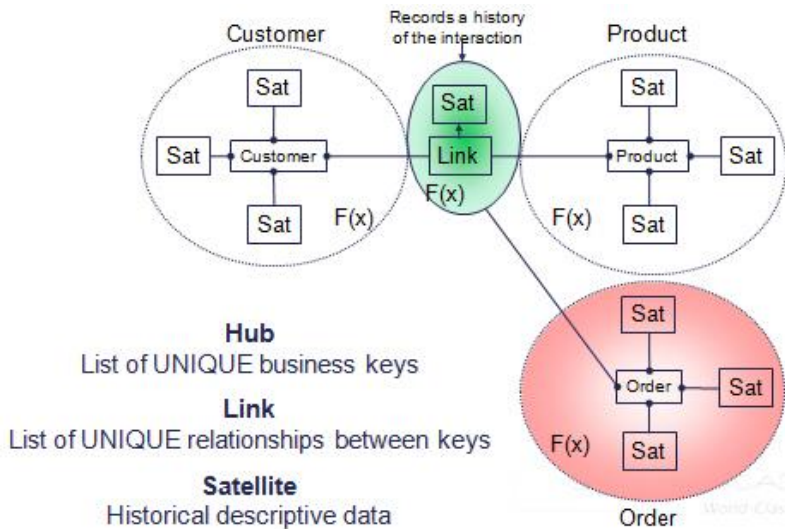 Records a history
of the interaction
Customer
Product
Sat
Sat
Customer
Sat
F(x)
Sat
Link
F(x)
Sat
Product
Sat
Sat
F(x)
Hub
List of UNIQUE business keys
Link
List of UNIQUE relationships between keys
Satellite
Historical descriptive data
Sat
Order
Sat
Sat
F(x)
Order